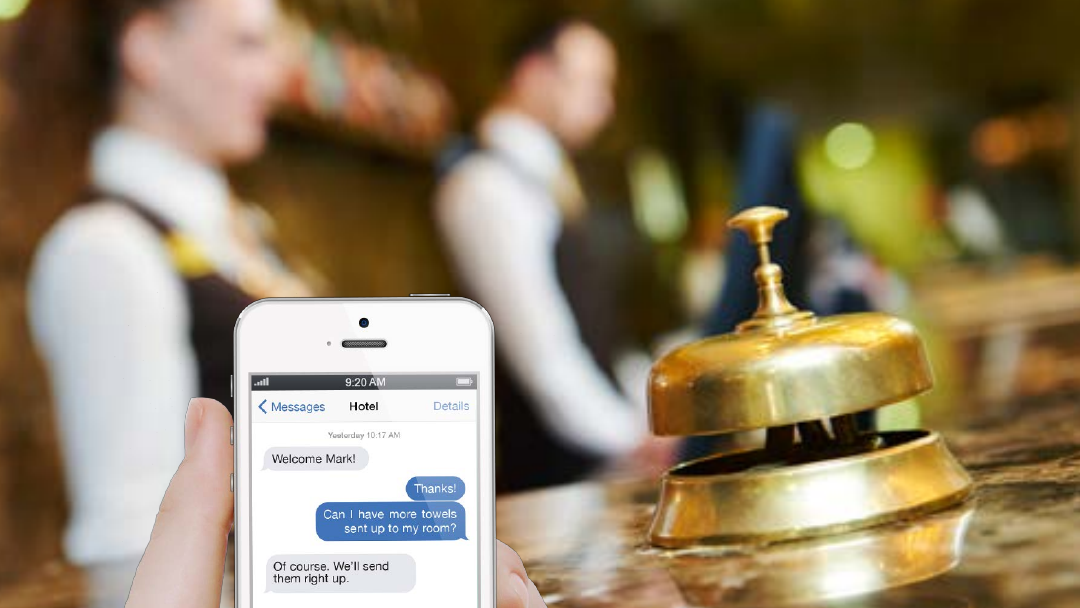 9:20 AM
Messages Hotel Details
Yesterday 10:17 AM
Welcome Mark!
Thanks!
Can I have more towels
sent up to my room?
Of course. We'll send
them right up.